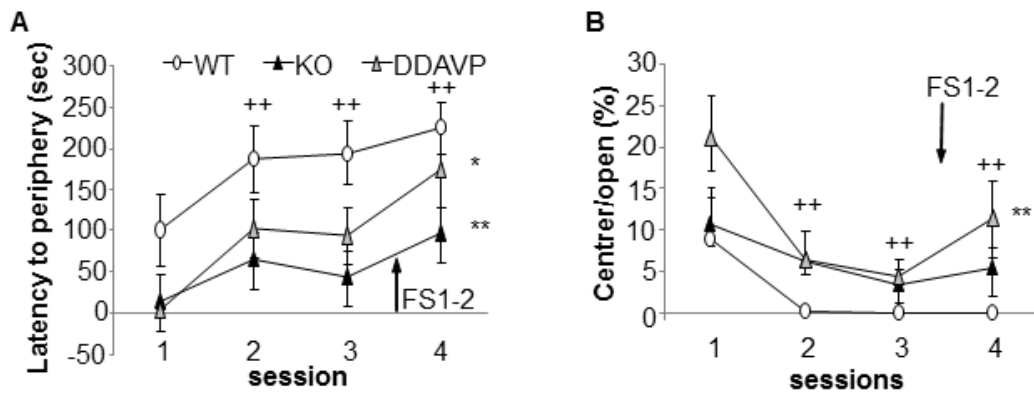 A
Latency to periphery (sec)
300
250
200
150
100
50
0
-50
WT KO DDAVP
++ ++ ++
*
**
FS1-2
1 2 3 4
session
B
Centrer/open (%)
30
25
20
15
10
5
0
FS1-2
++ ++ ++
**
1 2 3 4
sessions